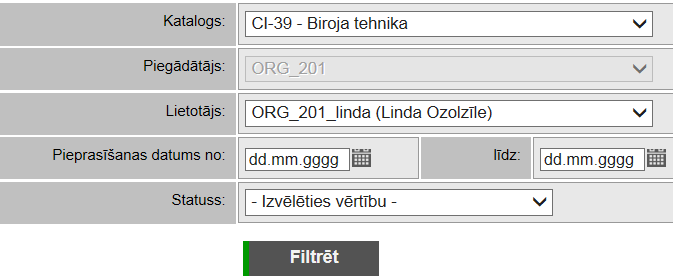 Katalogs: CI-39 - Biroja tehnika
Piegādātājs: ORG_201
Lietotājs: ORG_201_linda (Linda Ozolzīle)
Pieprasīšanas datums no: dd.mm.gggg līdz: dd.mm.gggg
Statuss: - Izvēlēties vērtību -
Filtrēt